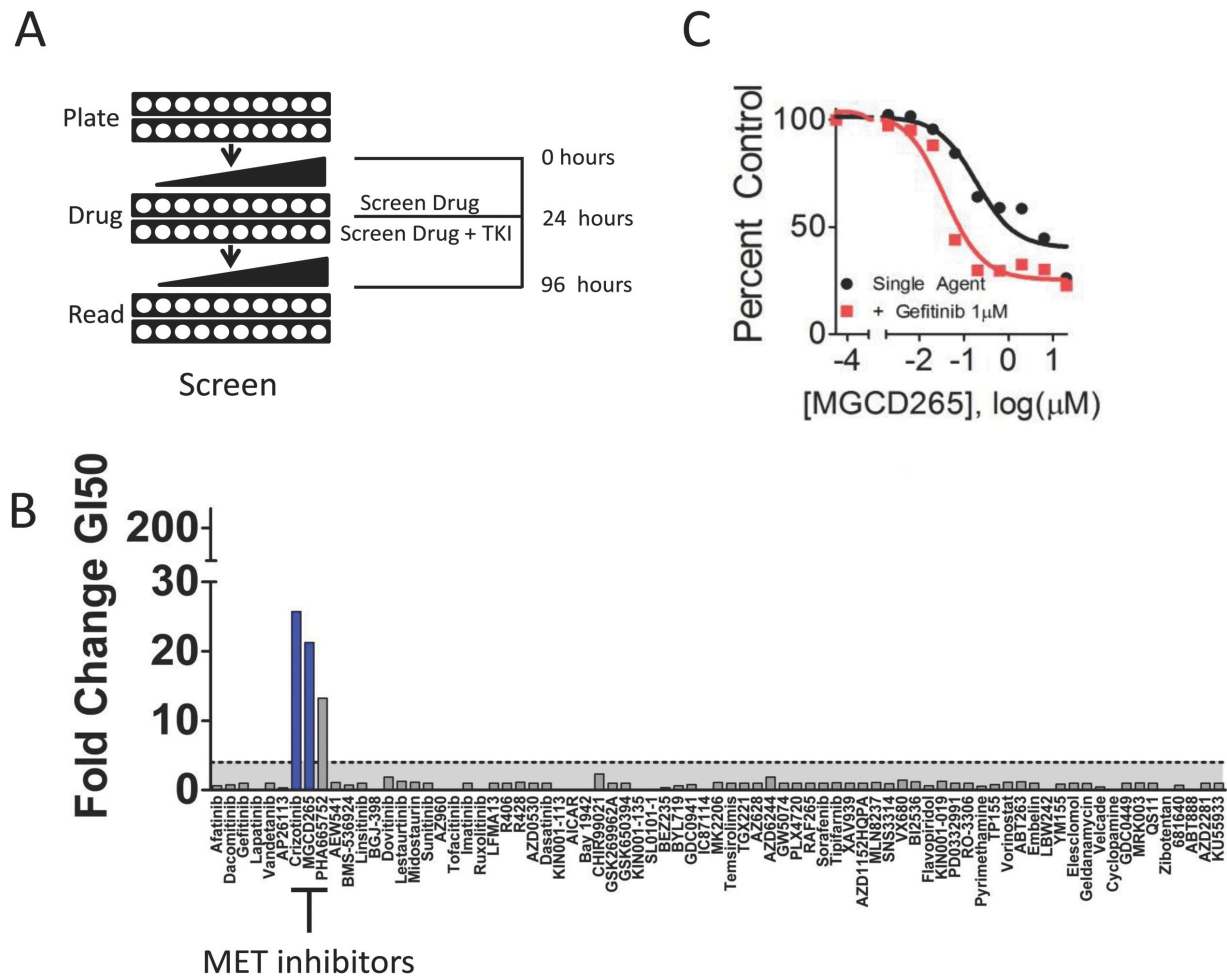 A
Plate
Drug
Read
Screen Drug
Screen Drug + TKI
0 hours
24 hours
96 hours
Screen
C
Percent Control
100
50
0
Single Agent
+ Gefitinib 1μM
-4
-2
-1
0
1
[MGCD265], log(μM)
B
Fold Change GI50
200
30
20
10
0
Afatinib
Dacomitinib
Gefitinib
Lapatinib
Vandetanib
AP26113
Crizotinib
MGCD265
PHA665752
AEW541
BMS-536924
Linsitinib
BGJ-398
Dovitinib
Lestaurtinib
Midostaurin
Sunitinib
AZ960
Tofacitinib
Imatinib
Ruxolitinib
LFMA13
R406
R428
AZD0530
Dasatinib
KIN001-113
AICAR
Bay 1942
CHIR99021
GSK269962A
GSK650394
KIN001-135
SL0101-1
BEZ235
BYL719
GDC0941
IC87114
MK2206
Temsirolimis
TGX221
AZ628
AZD6244
GW5074
PLX4720
RAF265
Sorafenib
Tipifarnib
XAV939
AZD1152HQPA
MLN8237
SNS3314
VX680
BI2536
Flavopiridol
KIN001-019
PD0332991
RO-3306
Pyrimethamin
TPI155
Vorinostat
ABT263
Embelin
LBW242
YM155
Elesclomol
Geldanamycin
Velcade
Cyclopamine
GDC0449
MRK003
QS11
Zibotentan
681640
ABT888
AZD2281
KU55933
MET inhibitors